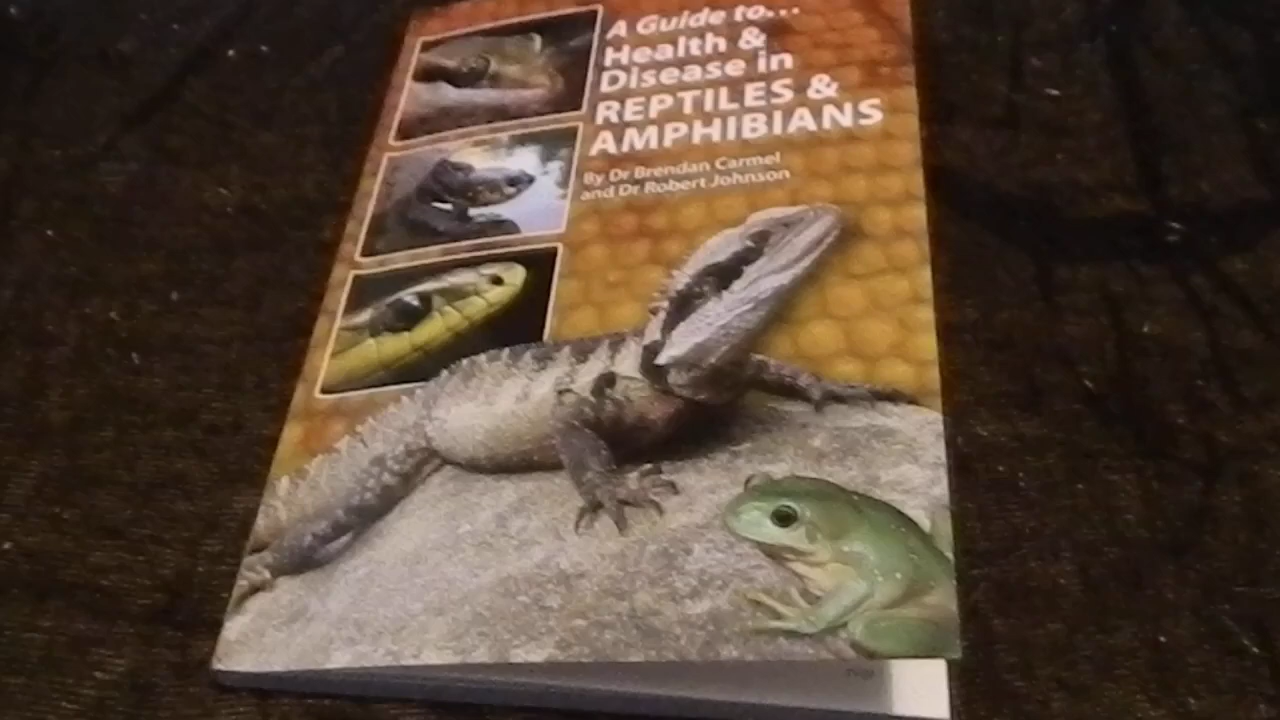 A Guide to...
Health &
Disease in
REPTILES &
AMPHIBIANS
By Dr Brendan Carmel
and Dr Robert Johnson